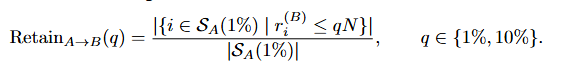 Retain_{A→B}(q) = |{i ∈ 𝒮_A(1%) | r_i^{(B)} ≤ qN}| / |𝒮_A(1%)|, q ∈ {1%, 10%}.